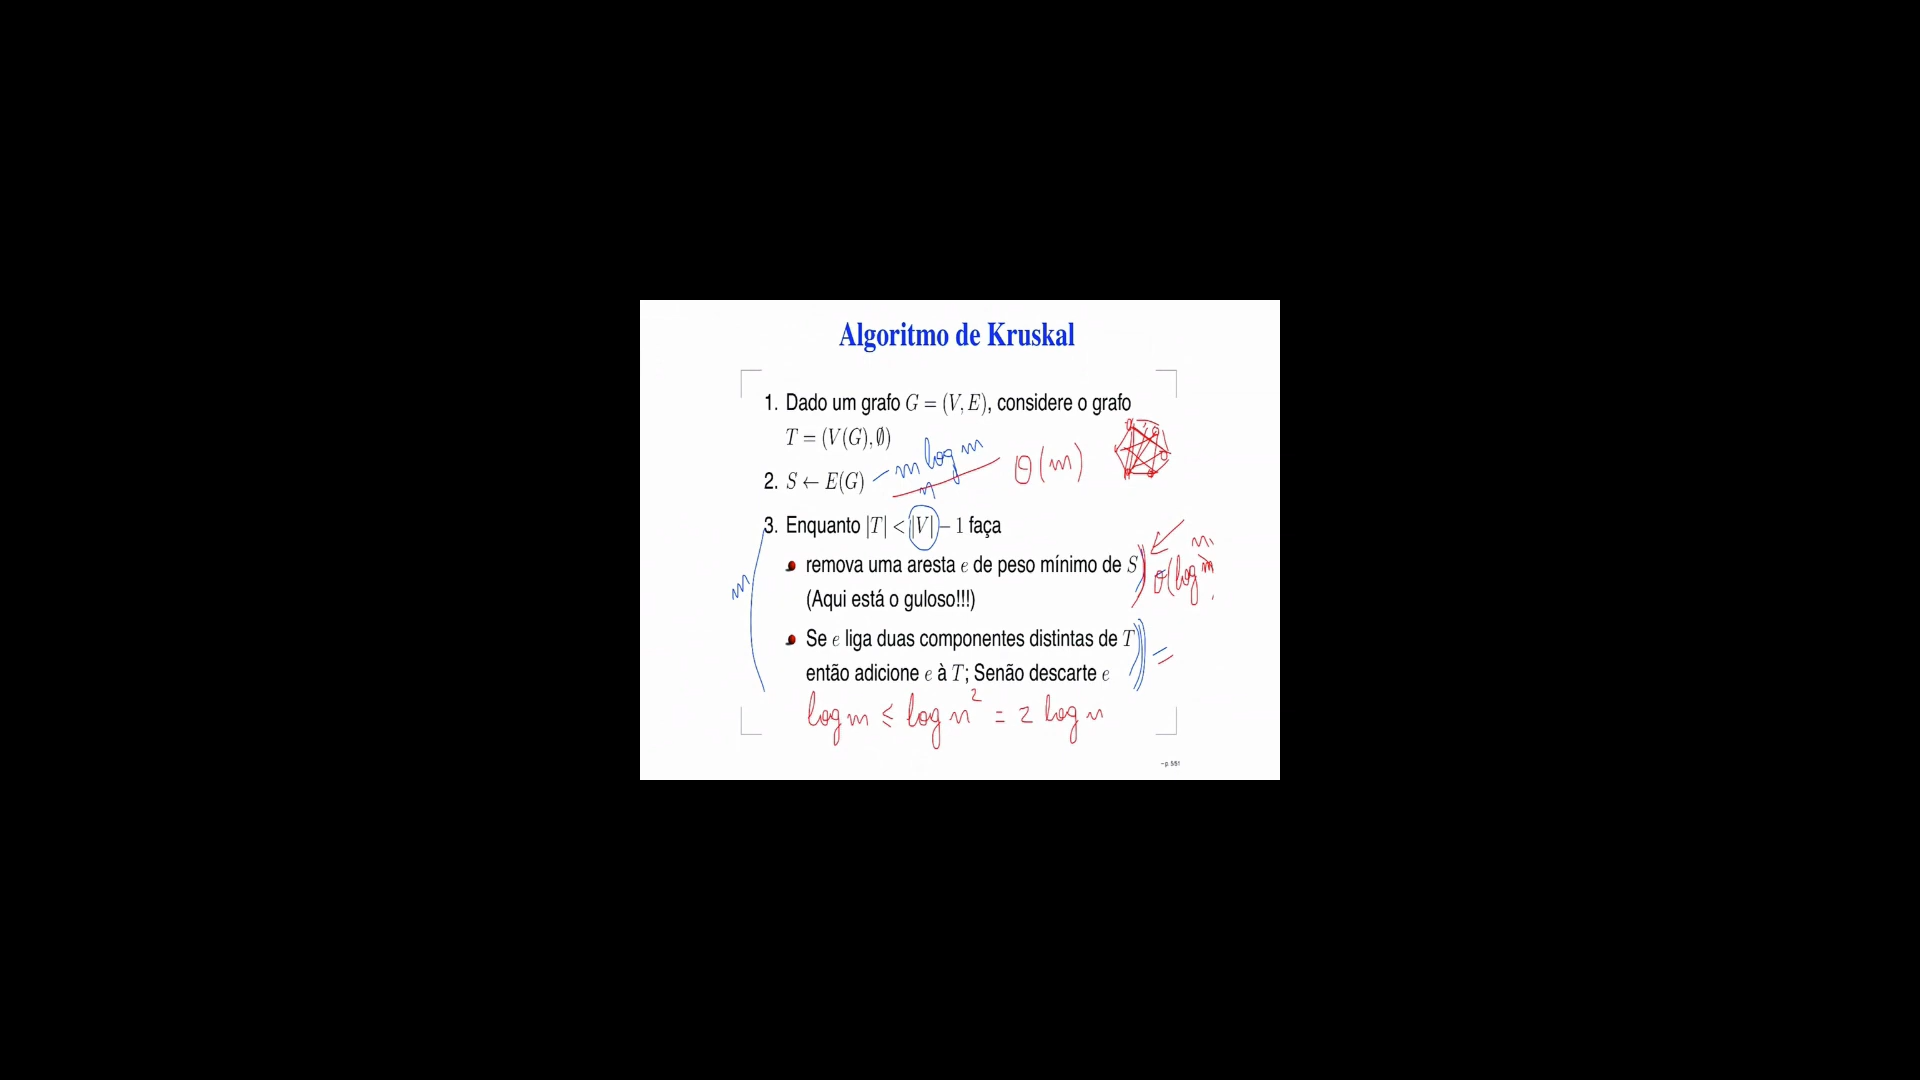 Algoritmo de Kruskal
1. Dado um grafo G = (V, E), considere o grafo
T = (V(G), ∅)
m log m
θ(m)
2. S ← E(G)
n
3. Enquanto |T| < |V| − 1 faça
remova uma aresta e de peso mínimo de S
(Aqui está o guloso!!!)
n
θ(log m
m
Se e liga duas componentes distintas de T
então adicione e à T; Senão descarte e
=
log m ≤ log n² = 2 log n